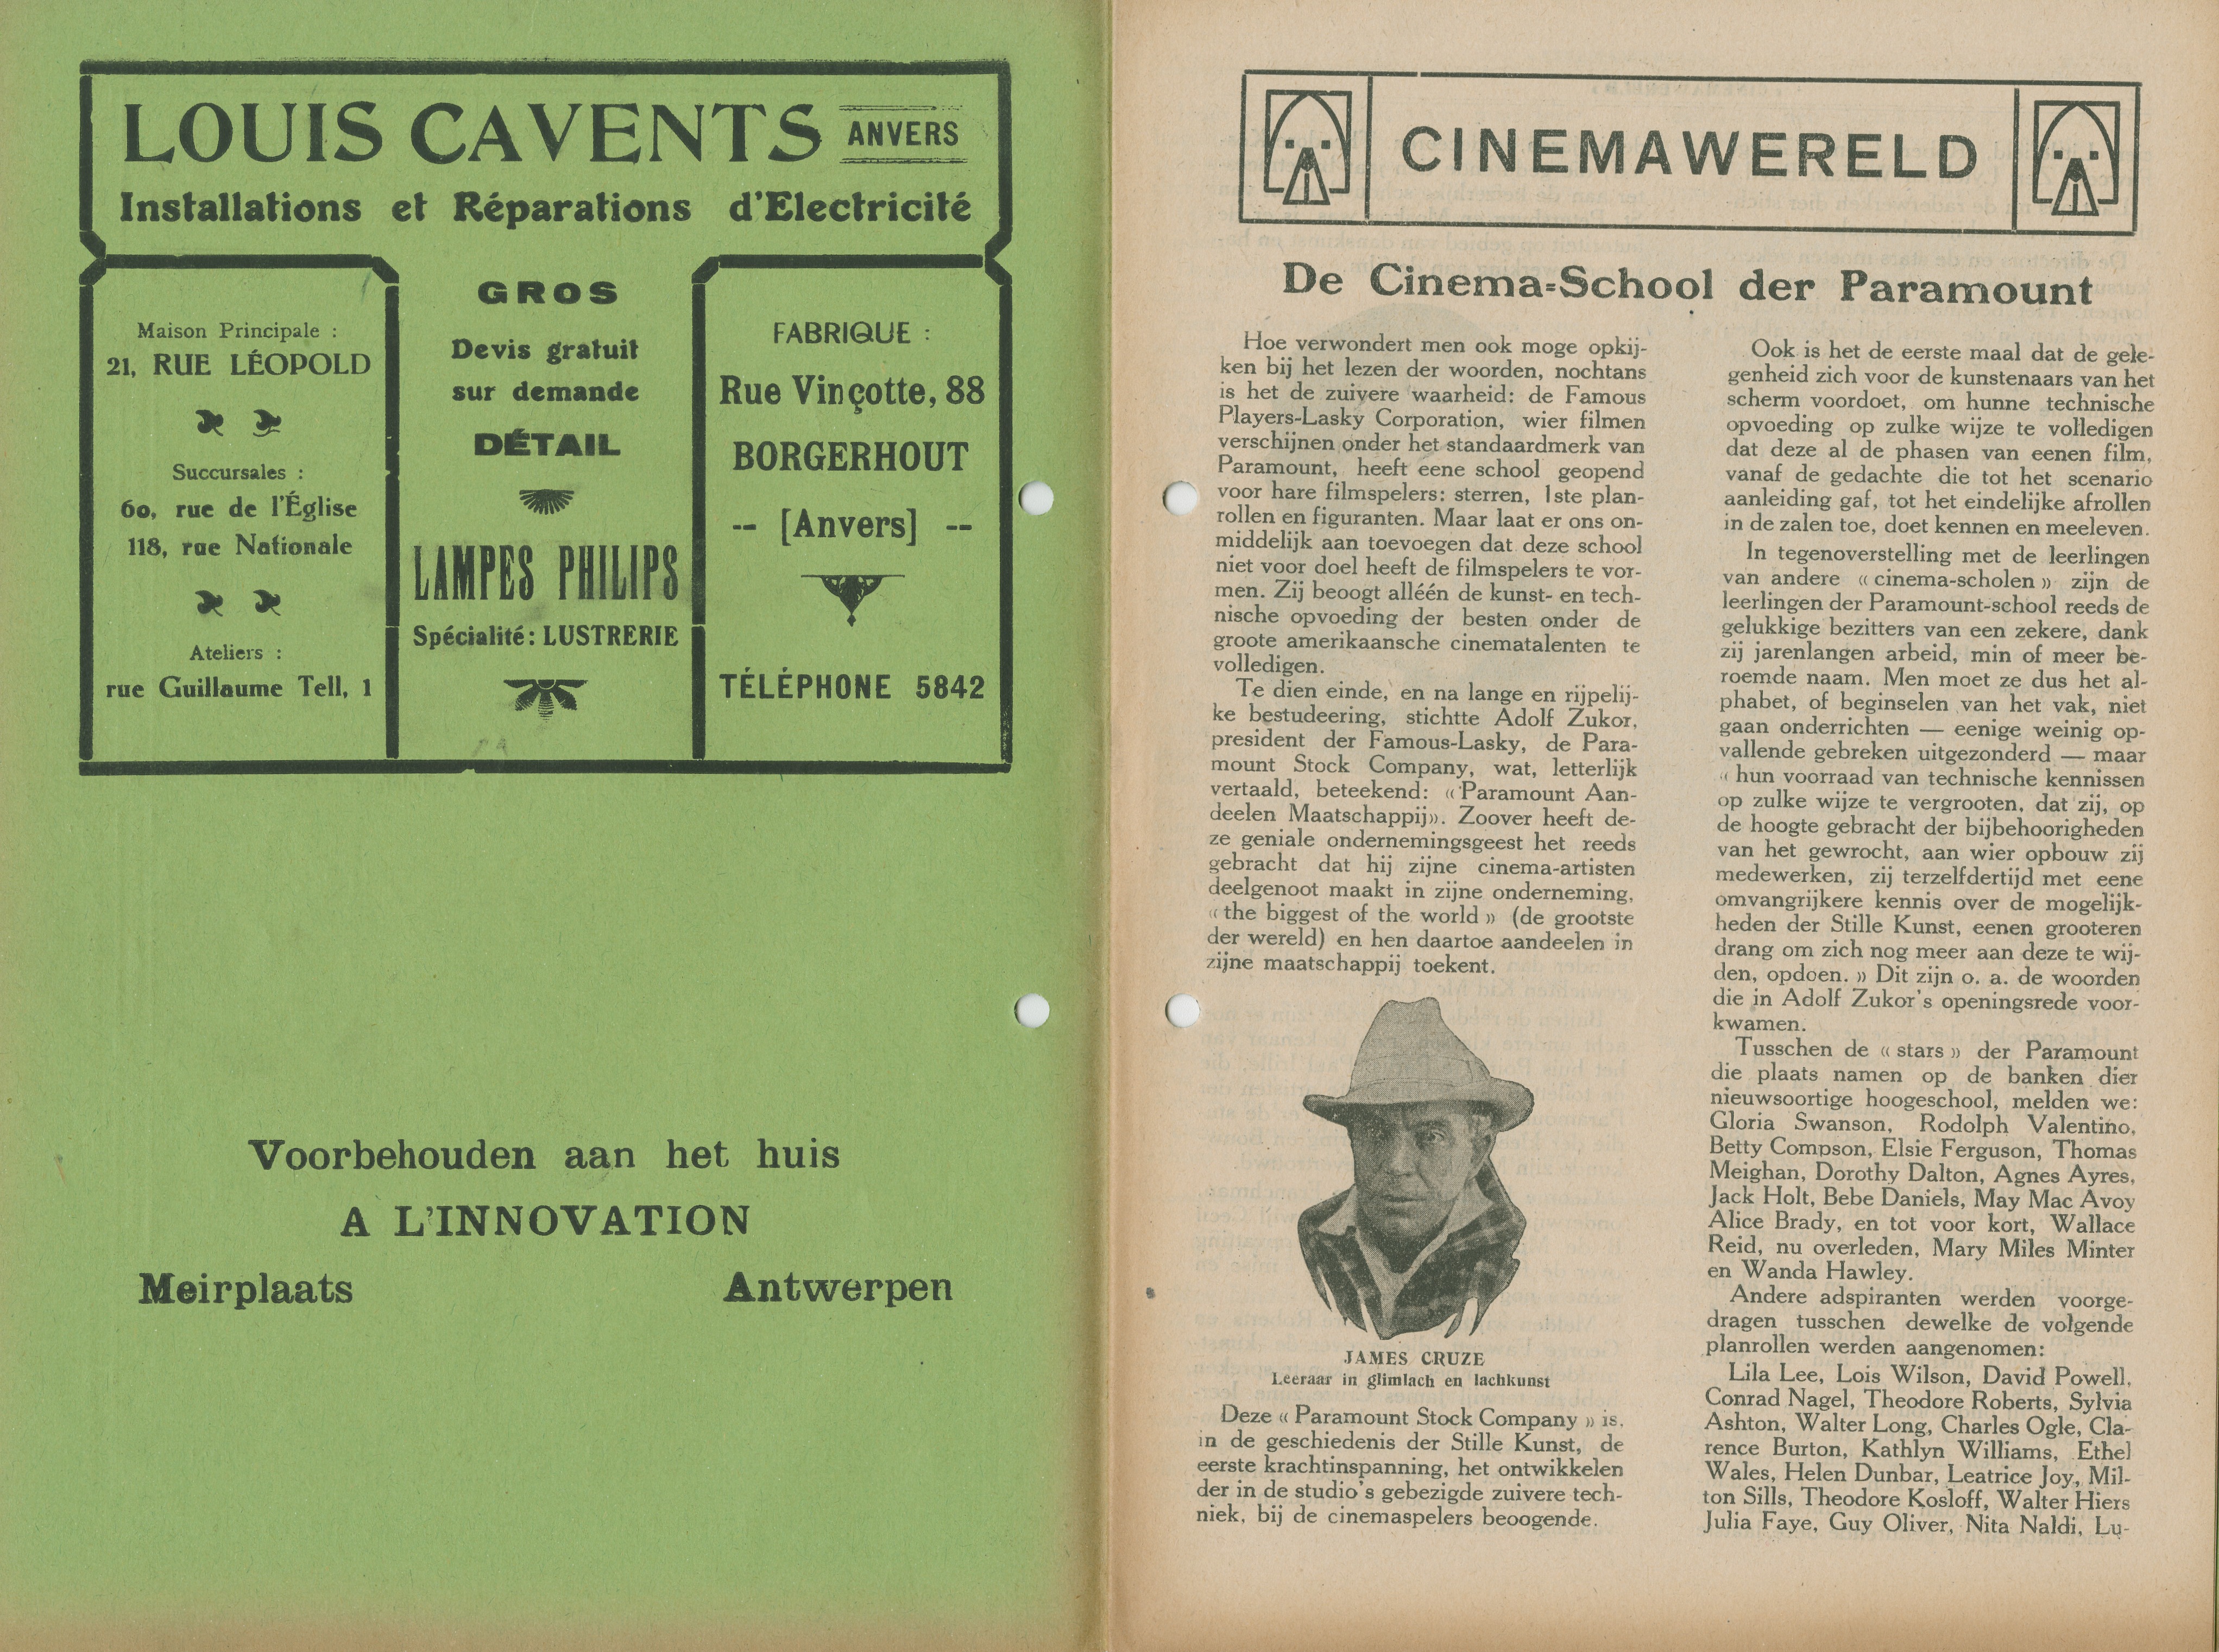 LOUIS CAVENTS ANVERS
Installations et Réparations d'Electricité
Maison Principale :
21, RUE LÉOPOLD
Succursales :
60, rue de l'Église
118, rue Nationale
Ateliers :
rue Guillaume Tell, 1
GROS
Devis gratuit
sur demande
DÉTAIL
LAMPES PHILIPS
Spécialité: LUSTRERIE
FABRIQUE :
Rue Vinçotte, 88
BORGERHOUT
-- [Anvers] --
TÉLÉPHONE 5842
Voorbehouden aan het huis
A L'INNOVATION
Meirplaats Antwerpen
CINEMAWERELD
De Cinema-School der Paramount
Hoe verwondert men ook moge opkij-
ken bij het lezen der woorden, nochtans
is het de zuivere waarheid: de Famous
Players-Lasky Corporation, wier filmen
verschijnen onder het standaardmerk van
Paramount, heeft eene school geopend
voor hare filmspelers: sterren, 1ste plan-
rollen en figuranten. Maar laat er ons on-
middelijk aan toevoegen dat deze school
niet voor doel heeft de filmspelers te vor-
men. Zij beoogt alléén de kunst- en tech-
nische opvoeding der besten onder de
groote amerikaansche cinematalenten te
volledigen.
Te dien einde, en na lange en rijpelij-
ke bestudeering, stichtte Adolf Zukor,
president der Famous-Lasky, de Para-
mount Stock Company, wat, letterlijk
vertaald, beteekend: « Paramount Aan-
deelen Maatschappij». Zoover heeft de-
ze geniale ondernemingsgeest het reeds
gebracht dat hij zijne cinema-artisten
deelgenoot maakt in zijne onderneming,
« the biggest of the world » (de grootste
der wereld) en hen daartoe aandeelen in
zijne maatschappij toekent.
JAMES CRUZE
Leeraar in glimlach en lachkunst
Deze « Paramount Stock Company » is,
in de geschiedenis der Stille Kunst, de
eerste krachtinspanning, het ontwikkelen
der in de studio's gebezigde zuivere tech-
niek, bij de cinemaspelers beoogende.
Ook is het de eerste maal dat de gele-
genheid zich voor de kunstenaars van het
scherm voordoet, om hunne technische
opvoeding op zulke wijze te volledigen
dat deze al de phasen van eenen film,
vanaf de gedachte die tot het scenario
aanleiding gaf, tot het eindelijke afrollen
in de zalen toe, doet kennen en meeleven.
In tegenoverstelling met de leerlingen
van andere « cinema-scholen » zijn de
leerlingen der Paramount-school reeds de
gelukkige bezitters van een zekere, dank
zij jarenlangen arbeid, min of meer be-
roemde naam. Men moet ze dus het al-
phabet, of beginselen van het vak, niet
gaan onderrichten — eenige weinig op-
vallende gebreken uitgezonderd — maar
« hun voorraad van technische kennissen
op zulke wijze te vergrooten, dat zij, op
de hoogte gebracht der bijbehoorigheden
van het gewrocht, aan wier opbouw zij
medewerken, zij terzelfdertijd met eene
omvangrijkere kennis over de mogelijk-
heden der Stille Kunst, eenen grooteren
drang om zich nog meer aan deze te wij-
den, opdoen. » Dit zijn o. a. de woorden
die in Adolf Zukor's openingsrede voor-
kwamen.
Tusschen de « stars » der Paramount
die plaats namen op de banken dier
nieuwsoortige hoogeschool, melden we:
Gloria Swanson, Rodolph Valentino,
Betty Compson, Elsie Ferguson, Thomas
Meighan, Dorothy Dalton, Agnes Ayres,
Jack Holt, Bebe Daniels, May Mac Avoy
Alice Brady, en tot voor kort, Wallace
Reid, nu overleden, Mary Miles Minter
en Wanda Hawley.
Andere adspiranten werden voorge-
dragen tusschen dewelke de volgende
planrollen werden aangenomen:
Lila Lee, Lois Wilson, David Powell,
Conrad Nagel, Theodore Roberts, Sylvia
Ashton, Walter Long, Charles Ogle, Cla-
rence Burton, Kathlyn Williams, Ethel
Wales, Helen Dunbar, Leatrice Joy, Mil-
ton Sills, Theodore Kosloff, Walter Hiers
Julia Faye, Guy Oliver, Nita Naldi, Lu-